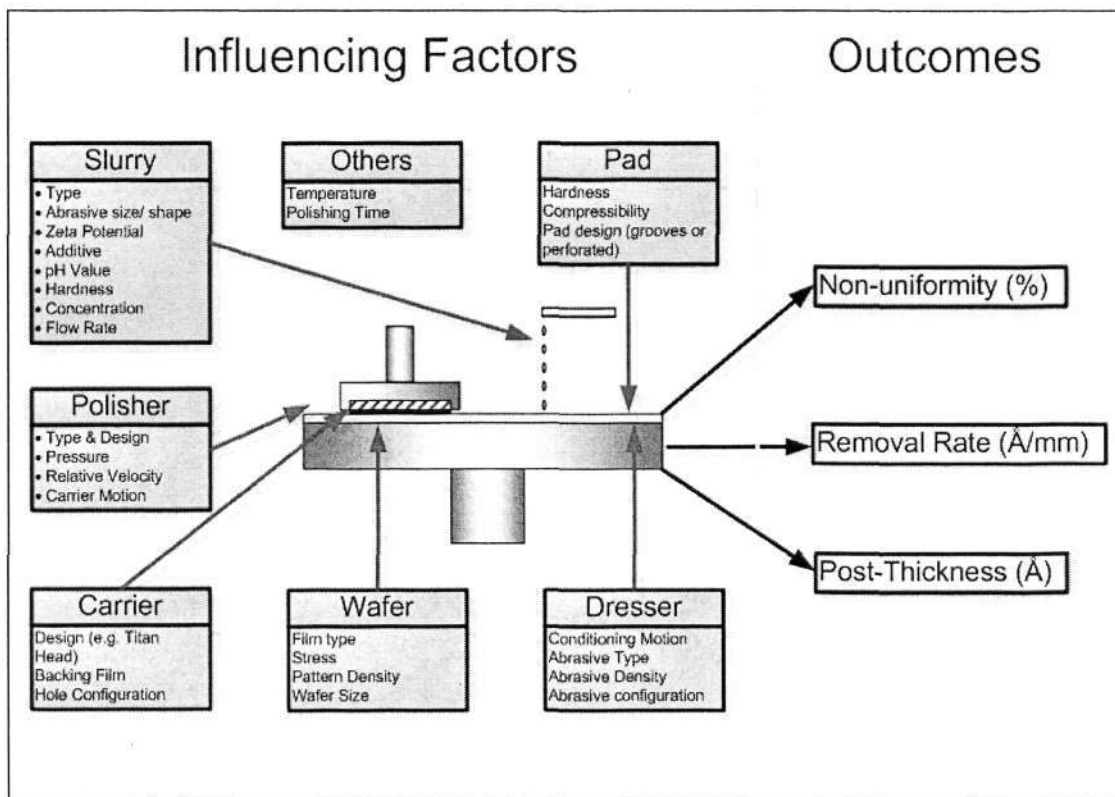 Influencing Factors
Outcomes
Slurry
• Type
• Abrasive size/ shape
• Zeta Potential
• Additive
• pH Value
• Hardness
• Concentration
• Flow Rate
Others
Temperature
Polishing Time
Pad
Hardness
Compressibility
Pad design (grooves or
perforated)
Polisher
• Type & Design
• Pressure
• Relative Velocity
• Carrier Motion
Non-uniformity (%)
Removal Rate (Å/mm)
Post-Thickness (Å)
Carrier
Design (e.g. Titan
Head)
Backing Film
Hole Configuration
Wafer
Film type
Stress
Pattern Density
Wafer Size
Dresser
Conditioning Motion
Abrasive Type
Abrasive Density
Abrasive configuration